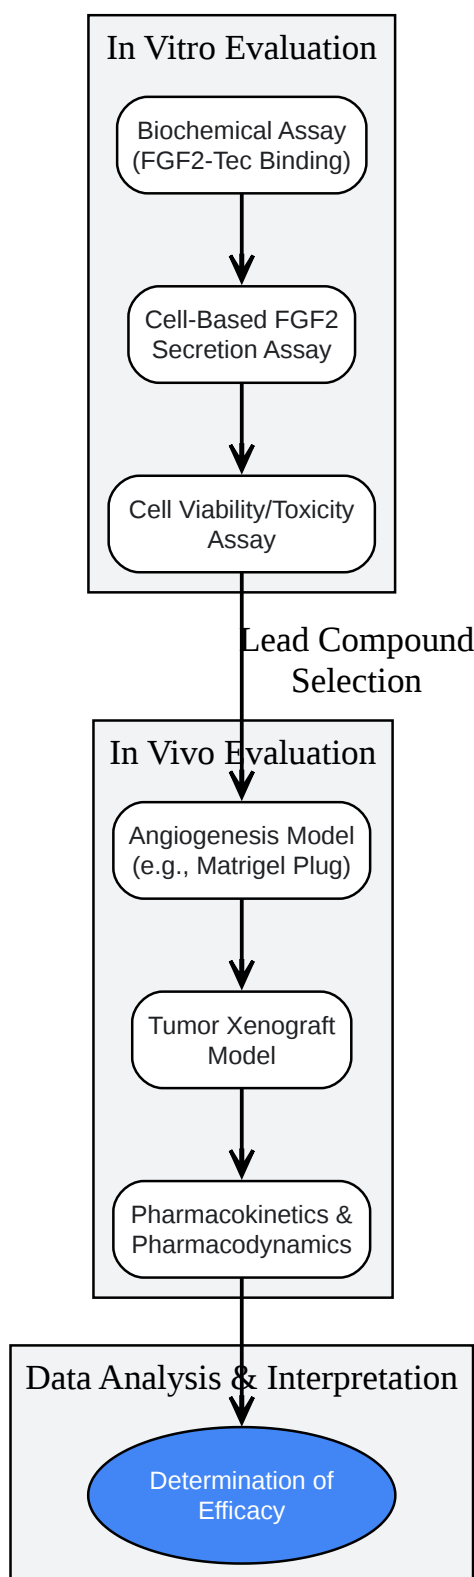 In Vitro Evaluation
Biochemical Assay
(FGF2-Tec Binding)
Cell-Based FGF2
Secretion Assay
Cell Viability/Toxicity
Assay
Lead Compound
Selection
In Vivo Evaluation
Angiogenesis Model
(e.g., Matrigel Plug)
Tumor Xenograft
Model
Pharmacokinetics &
Pharmacodynamics
Data Analysis & Interpretation
Determination of
Efficacy